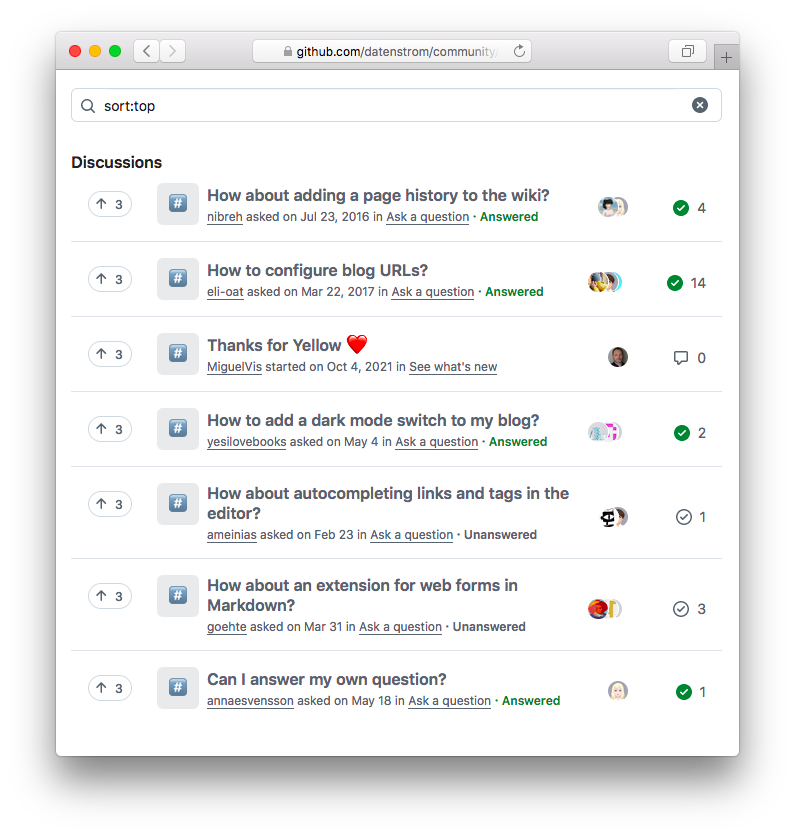 github.com/datenstrom/community/
sort:top
Discussions
↑ 3
#
How about adding a page history to the wiki?
nibreh asked on Jul 23, 2016 in Ask a question · Answered
4
↑ 3
#
How to configure blog URLs?
eli-oat asked on Mar 22, 2017 in Ask a question · Answered
14
↑ 3
#
Thanks for Yellow ❤️
MiguelVis started on Oct 4, 2021 in See what's new
0
↑ 3
#
How to add a dark mode switch to my blog?
yesilovebooks asked on May 4 in Ask a question · Answered
2
↑ 3
#
How about autocompleting links and tags in the
editor?
ameinias asked on Feb 23 in Ask a question · Unanswered
1
↑ 3
#
How about an extension for web forms in
Markdown?
goehte asked on Mar 31 in Ask a question · Unanswered
3
↑ 3
#
Can I answer my own question?
annaesvensson asked on May 18 in Ask a question · Answered
1